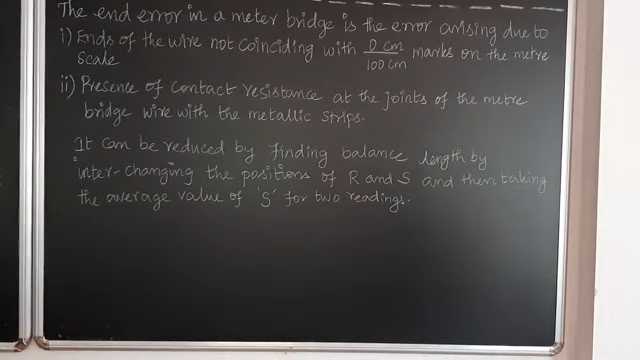 The end error in a meter bridge is the error arising due to
i) Ends of the wire not coinciding with 0 cm / 100 cm marks on the metre
scale
ii) Presence of contact resistance at the joints of the metre
bridge wire with the metallic strips.
It can be reduced by finding balance length by
inter-changing the positions of R and S and then taking
the average value of 'S' for two readings.